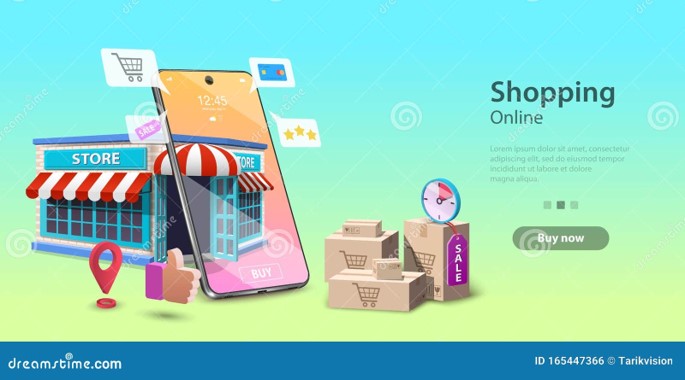 STORE
ORE
SALE
12:45
BUY
SALE
Shopping
Online
Lorem ipsum dolor sit amet, consectetur
adipiscing elit, sed do eiusmod tempor
incididunt ut labore et dolore
magna aliqua.
Buy now
dreamstime.com
ID 165447366 © Tarikvision